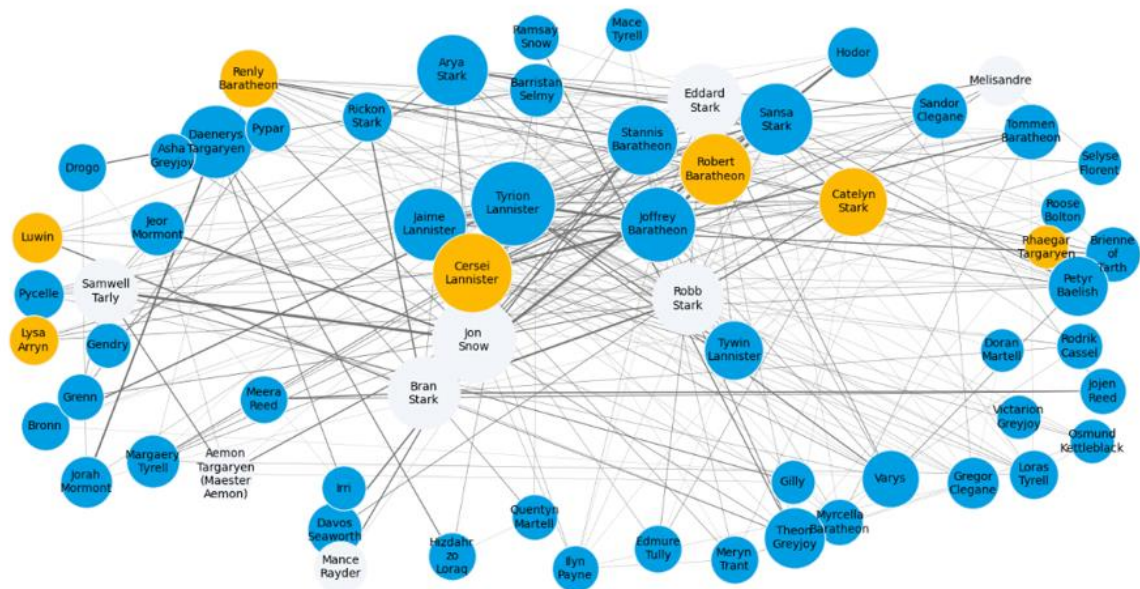 Ramsay
Snow
Mace
Tyrell
Hodor
Renly
Baratheon
Arya
Stark
Barristan
Selmy
Eddard
Stark
Melisandre
Rickon
Stark
Sansa
Stark
Sandor
Clegane
Daenerys
Targaryen
Pypar
Stannis
Baratheon
Tommen
Baratheon
Asha
Greyjoy
Drogo
Selyse
Florent
Robert
Baratheon
Tyrion
Lannister
Catelyn
Stark
Roose
Bolton
Jeor
Mormont
Jaime
Lannister
Joffrey
Baratheon
Luwin
Rhaegar
Targaryen
Brienne
of
Tarth
Cersei
Lannister
Samwell
Tarly
Robb
Stark
Petyr
Baelish
Pycelle
Lysa
Arryn
Gendry
Jon
Snow
Tywin
Lannister
Doran
Martell
Rodrik
Cassel
Bran
Stark
Grenn
Meera
Reed
Jojen
Reed
Bronn
Victarion
Greyjoy
Osmund
Kettleblack
Margaery
Tyrell
Aemon
Targaryen
(Maester
Aemon)
Jorah
Mormont
Irri
Gilly
Varys
Gregor
Clegane
Loras
Tyrell
Davos
Seaworth
Quentyn
Martell
Myrcella
Baratheon
Theon
Greyjoy
Mance
Rayder
Hizdahr
zo
Loraq
Ilyn
Payne
Edmure
Tully
Meryn
Trant